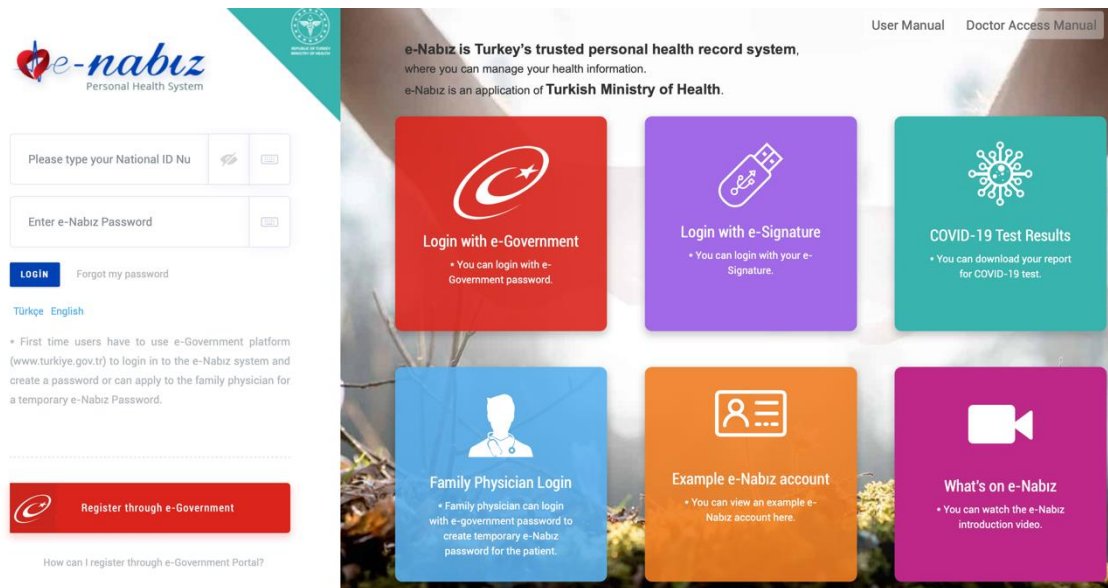 e-nabız
Personal Health System
REPUBLIC OF TURKEY
MINISTRY OF HEALTH
Please type your National ID Nu
Enter e-Nabız Password
LOGİN
Forgot my password
Türkçe English
• First time users have to use e-Government platform
(www.turkiye.gov.tr) to login in to the e-Nabız system and
create a password or can apply to the family physician for
a temporary e-Nabız Password.
Register through e-Government
How can I register through e-Government Portal?
User Manual Doctor Access Manual
e-Nabız is Turkey's trusted personal health record system,
where you can manage your health information.
e-Nabız is an application of Turkish Ministry of Health.
Login with e-Government
• You can login with e-
Government password.
Login with e-Signature
• You can login with your e-
Signature.
COVID-19 Test Results
• You can download your report
for COVID-19 test.
Family Physician Login
• Family physician can login
with e-government password to
create temporary e-Nabız
password for the patient.
Example e-Nabız account
• You can view an example e-
Nabız account here.
What's on e-Nabız
• You can watch the e-Nabız
introduction video.